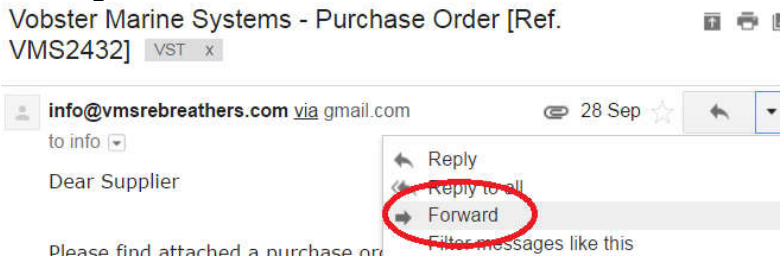 Vobster Marine Systems - Purchase Order [Ref.
VMS2432] VST x
info@vmsrebreathers.com via gmail.com 28 Sep
to info
Dear Supplier
Please find attached a purchase
Reply
Reply to all
Forward
Filter messages like this